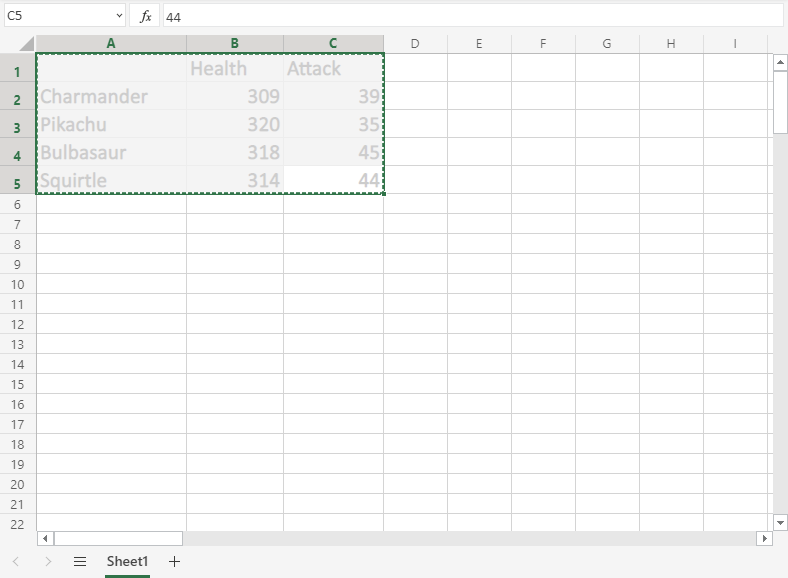 C5 fx 44
A B C D E F G H I
1 Health Attack
2 Charmander 309 39
3 Pikachu 320 35
4 Bulbasaur 318 45
5 Squirtle 314 44
6
7
8
9
10
11
12
13
14
15
16
17
18
19
20
21
22
Sheet1